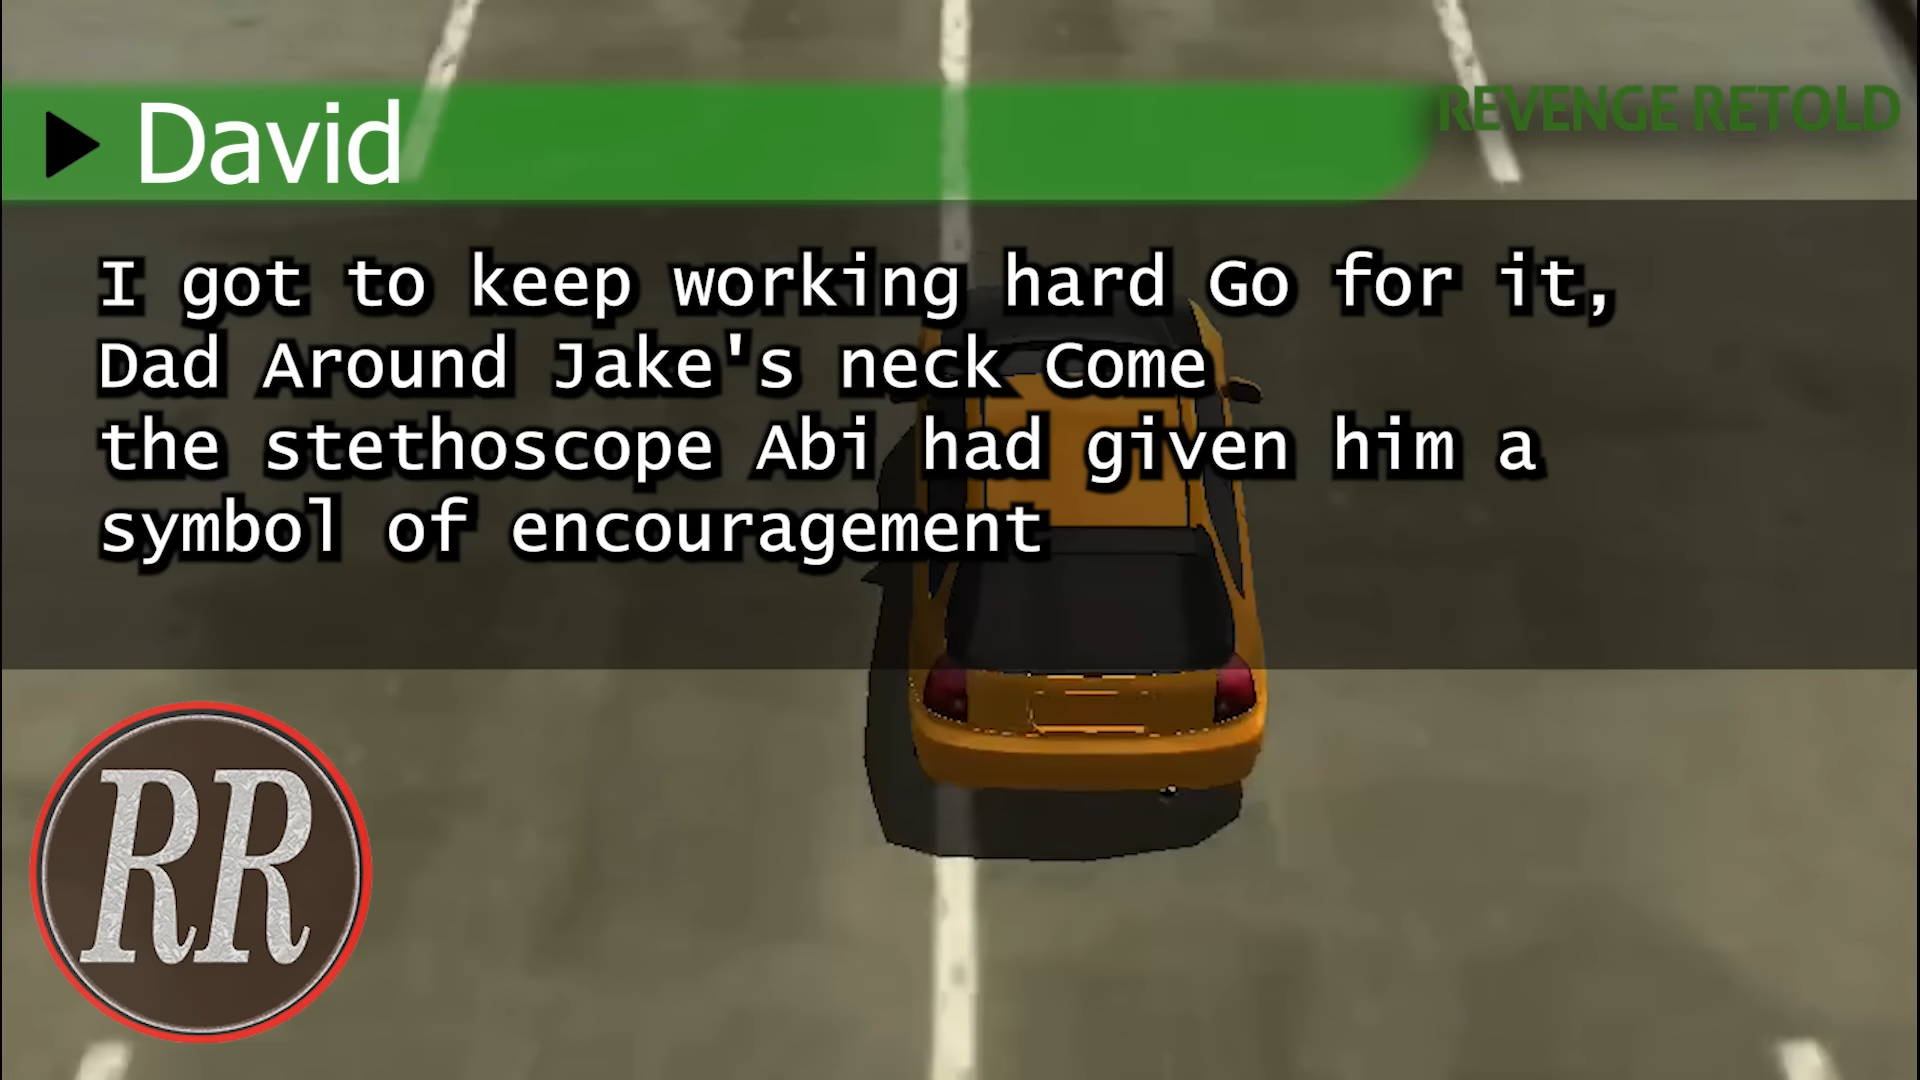 David
REVENGE RETOLD
I got to keep working hard Go for it,
Dad Around Jake's neck Come
the stethoscope Abi had given him a
symbol of encouragement
RR